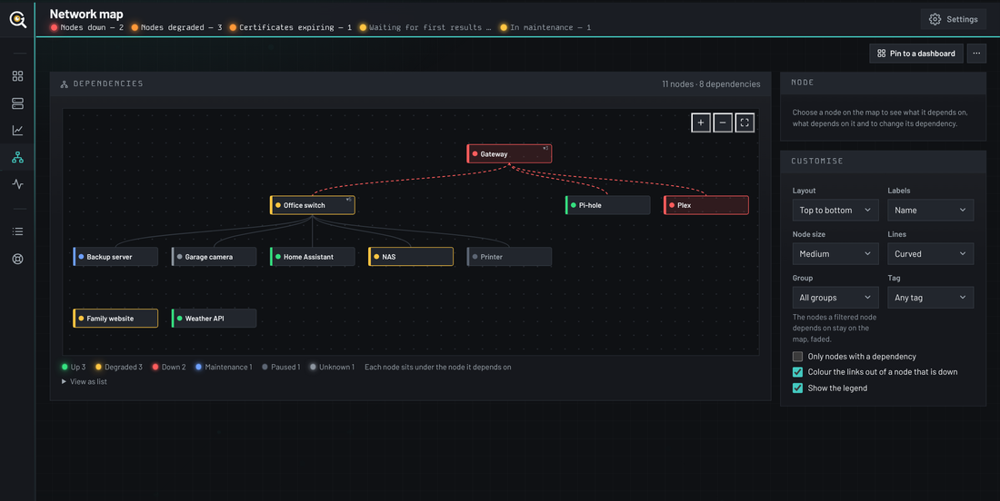 Network map
Nodes down — 2 Nodes degraded — 3 Certificates expiring — 1 Waiting for first results … In maintenance — 1
Settings
Pin to a dashboard
DEPENDENCIES
11 nodes · 8 dependencies
Gateway
Office switch
Pi-hole
Plex
Backup server
Garage camera
Home Assistant
NAS
Printer
Family website
Weather API
Up 3 Degraded 3 Down 2 Maintenance 1 Paused 1 Unknown 1 Each node sits under the node it depends on
View as list
NODE
Choose a node on the map to see what it depends on,
what depends on it and to change its dependency.
CUSTOMISE
Layout Labels
Top to bottom Name
Node size Lines
Medium Curved
Group Tag
All groups Any tag
The nodes a filtered node
depends on stay on the
map, faded.
Only nodes with a dependency
Colour the links out of a node that is down
Show the legend